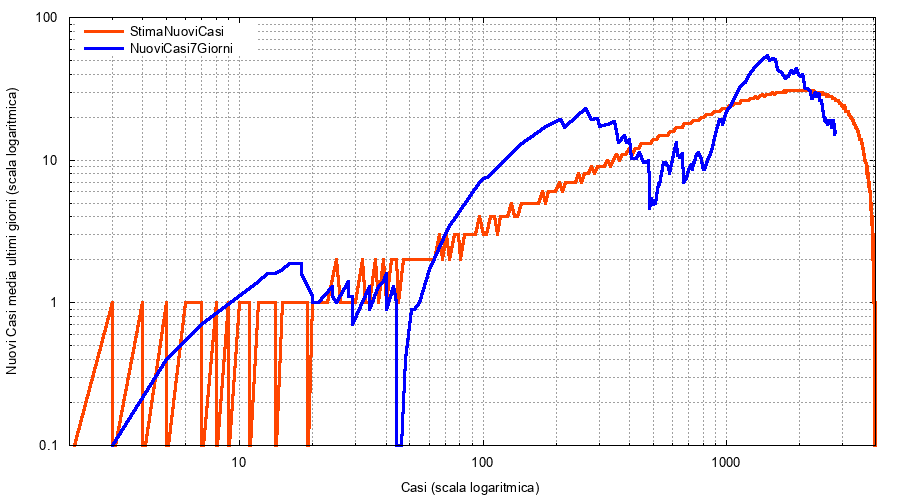 100
10
1
0.1
StimaNuoviCasi
NuoviCasi7Giorni
Nuovi Casi media ultimi giorni (scala logaritmica)
10
100
1000
Casi (scala logaritmica)